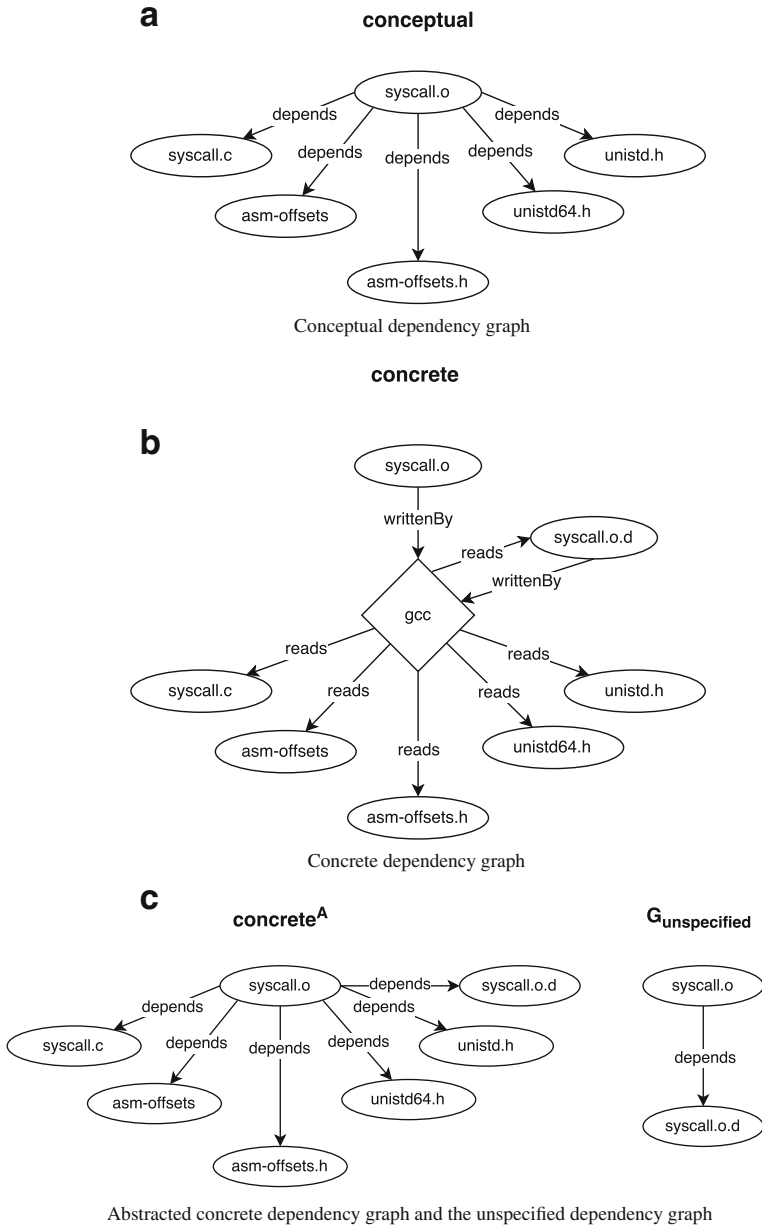 a
conceptual
syscall.o
depends
depends
depends
depends
depends
syscall.c
unistd.h
asm-offsets
unistd64.h
asm-offsets.h
Conceptual dependency graph
concrete
b
syscall.o
writtenBy
reads
syscall.o.d
writtenBy
gcc
reads
reads
syscall.c
reads
reads
unistd.h
asm-offsets
unistd64.h
reads
asm-offsets.h
Concrete dependency graph
c
concreteA
Gunspecified
syscall.o
depends
syscall.o.d
syscall.o
depends
depends
depends
depends
depends
syscall.c
unistd.h
depends
asm-offsets
unistd64.h
syscall.o.d
asm-offsets.h
Abstracted concrete dependency graph and the unspecified dependency graph